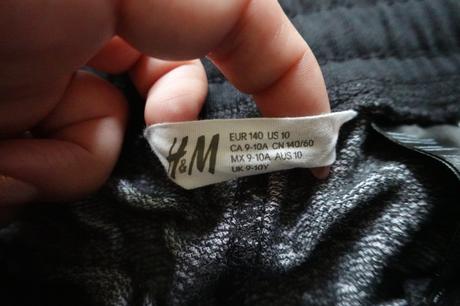 H&M
EUR 140 US 10
CA 9-10A CN 140/60
MX 9-10A AUS 10
UK 9-10Y